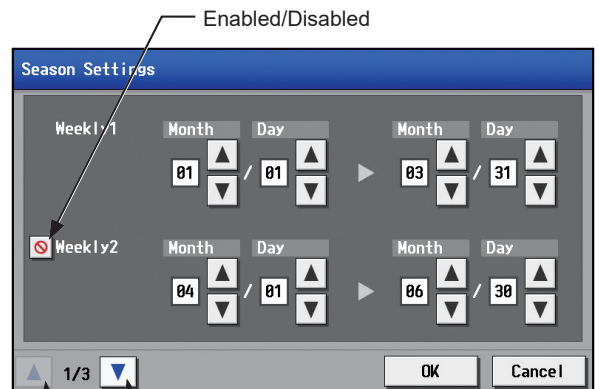 Enabled/Disabled
Season Settings
Weekly1 Month Day Month Day
01 / 01 03 / 31
Weekly2 Month Day Month Day
04 / 01 06 / 30
1/3 OK Cancel